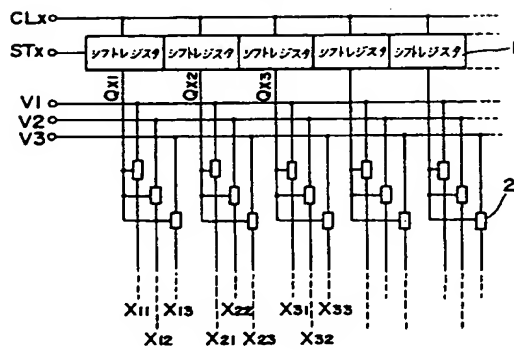 CLx
STx シフトレジスタ シフトレジスタ シフトレジスタ シフトレジスタ シフトレジスタ 1
QX1 QX2 QX3
V1
V2
V3
2
X11 X13 X22 X31 X33
X12 X21 X23 X32